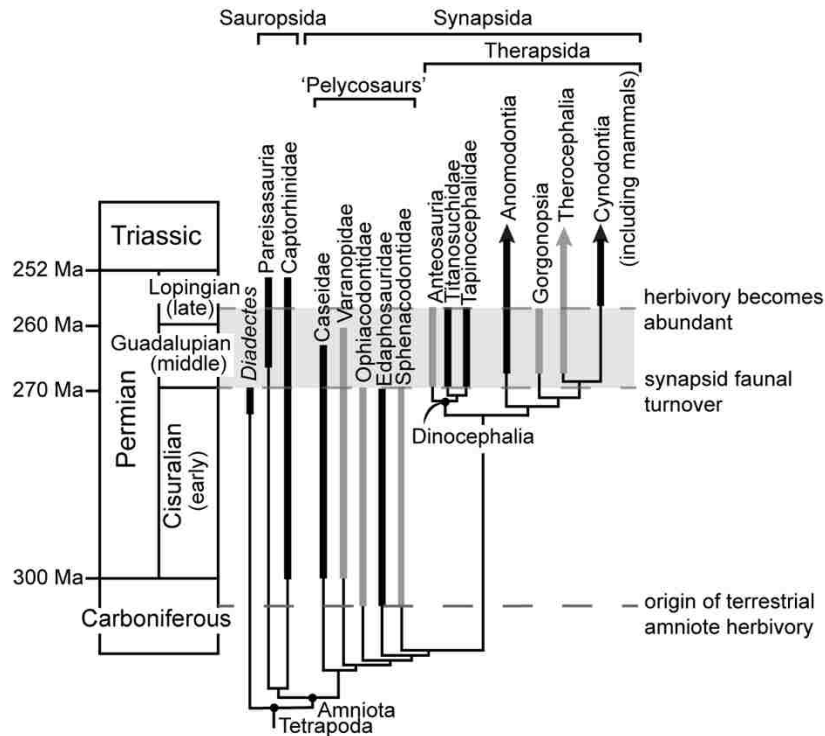 Sauropsida
Synapsida
Therapsida
‘Pelycosaurs’
Pareisasauria
Captorhinidae
Diadectes
Caseidae
Varanopidae
Ophiacodontidae
Edaphosauridae
Sphenacodontidae
Anteosauria
Titanosuchidae
Tapinocephalidae
Anomodontia
Gorgonopsia
Therocephalia
Cynodontia
(including mammals)
Triassic
252 Ma
Lopingian
(late)
260 Ma
Guadalupian
(middle)
270 Ma
Permian
Cisuralian
(early)
300 Ma
Carboniferous
herbivory becomes
abundant
synapsid faunal
turnover
Dinocephalia
origin of terrestrial
amniote herbivory
Amniota
Tetrapoda